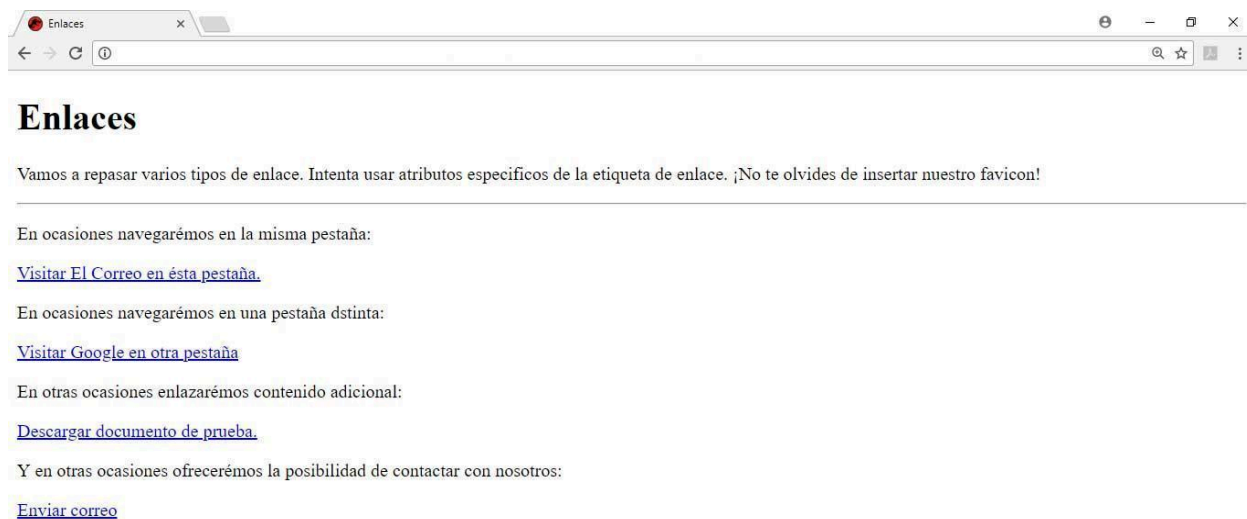 Enlaces
Enlaces
Vamos a repasar varios tipos de enlace. Intenta usar atributos especificos de la etiqueta de enlace. ¡No te olvides de insertar nuestro favicon!
En ocasiones navegarémos en la misma pestaña:
Visitar El Correo en ésta pestaña.
En ocasiones navegarémos en una pestaña dstinta:
Visitar Google en otra pestaña
En otras ocasiones enlazarémos contenido adicional:
Descargar documento de prueba.
Y en otras ocasiones ofrecerémos la posibilidad de contactar con nosotros:
Enviar correo